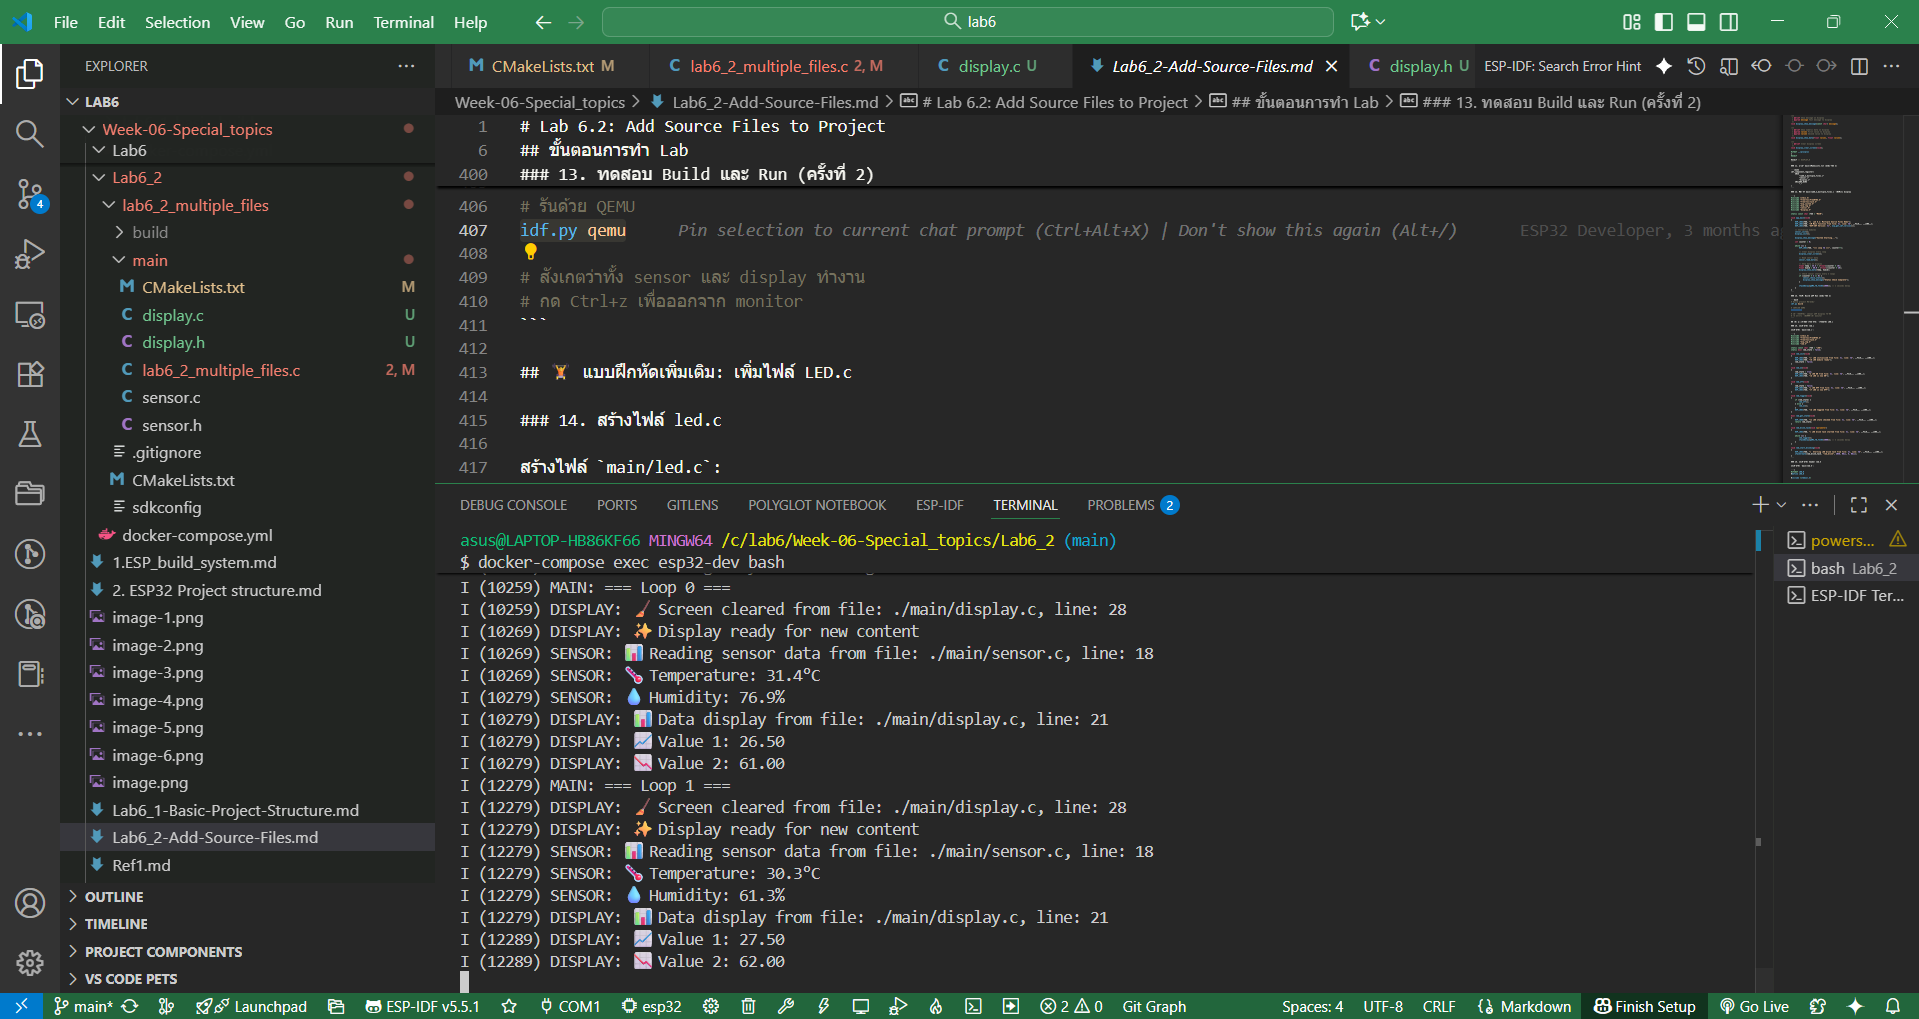 File Edit Selection View Go Run Terminal Help
lab6
EXPLORER
LAB6
Week-06-Special_topics
Lab6
Lab6_2
lab6_2_multiple_files
build
main
CMakeLists.txt M
display.c U
display.h U
lab6_2_multiple_files.c 2, M
sensor.c
sensor.h
.gitignore
CMakeLists.txt
sdkconfig
docker-compose.yml
1.ESP_build_system.md
2. ESP32 Project structure.md
image-1.png
image-2.png
image-3.png
image-4.png
image-5.png
image-6.png
image.png
Lab6_1-Basic-Project-Structure.md
Lab6_2-Add-Source-Files.md
Ref1.md
OUTLINE
TIMELINE
PROJECT COMPONENTS
VS CODE PETS
4
CMakeLists.txt M lab6_2_multiple_files.c 2, M display.c U Lab6_2-Add-Source-Files.md display.h U ESP-IDF: Search Error Hint
Week-06-Special_topics > Lab6_2-Add-Source-Files.md > # Lab 6.2: Add Source Files to Project > ## ขั้นตอนการทำ Lab > ### 13. ทดสอบ Build และ Run (ครั้งที่ 2)
1 # Lab 6.2: Add Source Files to Project
6 ## ขั้นตอนการทำ Lab
400 ### 13. ทดสอบ Build และ Run (ครั้งที่ 2)
406 # รันด้วย QEMU
407 idf.py qemu Pin selection to current chat prompt (Ctrl+Alt+X) | Don't show this again (Alt+/) ESP32 Developer, 3 months a
408
409 # สังเกตว่าทั้ง sensor และ display ทำงาน
410 # กด Ctrl+z เพื่อออกจาก monitor
411 ```
412
413 ## 🏋️ แบบฝึกหัดเพิ่มเติม: เพิ่มไฟล์ LED.c
414
415 ### 14. สร้างไฟล์ led.c
416
417 สร้างไฟล์ `main/led.c`:
DEBUG CONSOLE PORTS GITLENS POLYGLOT NOTEBOOK ESP-IDF TERMINAL PROBLEMS 2
asus@LAPTOP-HB86KF66 MINGW64 /c/lab6/Week-06-Special_topics/Lab6_2 (main)
$ docker-compose exec esp32-dev bash
I (10259) MAIN: === Loop 0 ===
I (10259) DISPLAY: 🧹 Screen cleared from file: ./main/display.c, line: 28
I (10269) DISPLAY: ✨ Display ready for new content
I (10269) SENSOR: 📊 Reading sensor data from file: ./main/sensor.c, line: 18
I (10269) SENSOR: 🌡️ Temperature: 31.4°C
I (10279) SENSOR: 💧 Humidity: 76.9%
I (10279) DISPLAY: 📊 Data display from file: ./main/display.c, line: 21
I (10279) DISPLAY: 📈 Value 1: 26.50
I (10279) DISPLAY: 📉 Value 2: 61.00
I (12279) MAIN: === Loop 1 ===
I (12279) DISPLAY: 🧹 Screen cleared from file: ./main/display.c, line: 28
I (12279) DISPLAY: ✨ Display ready for new content
I (12279) SENSOR: 📊 Reading sensor data from file: ./main/sensor.c, line: 18
I (12279) SENSOR: 🌡️ Temperature: 30.3°C
I (12279) SENSOR: 💧 Humidity: 61.3%
I (12279) DISPLAY: 📊 Data display from file: ./main/display.c, line: 21
I (12289) DISPLAY: 📈 Value 1: 27.50
I (12289) DISPLAY: 📉 Value 2: 62.00
powers...
bash Lab6_2
ESP-IDF Ter...
main* Launchpad ESP-IDF v5.5.1 COM1 esp32 2 0 Git Graph Spaces: 4 UTF-8 CRLF Markdown Finish Setup Go Live